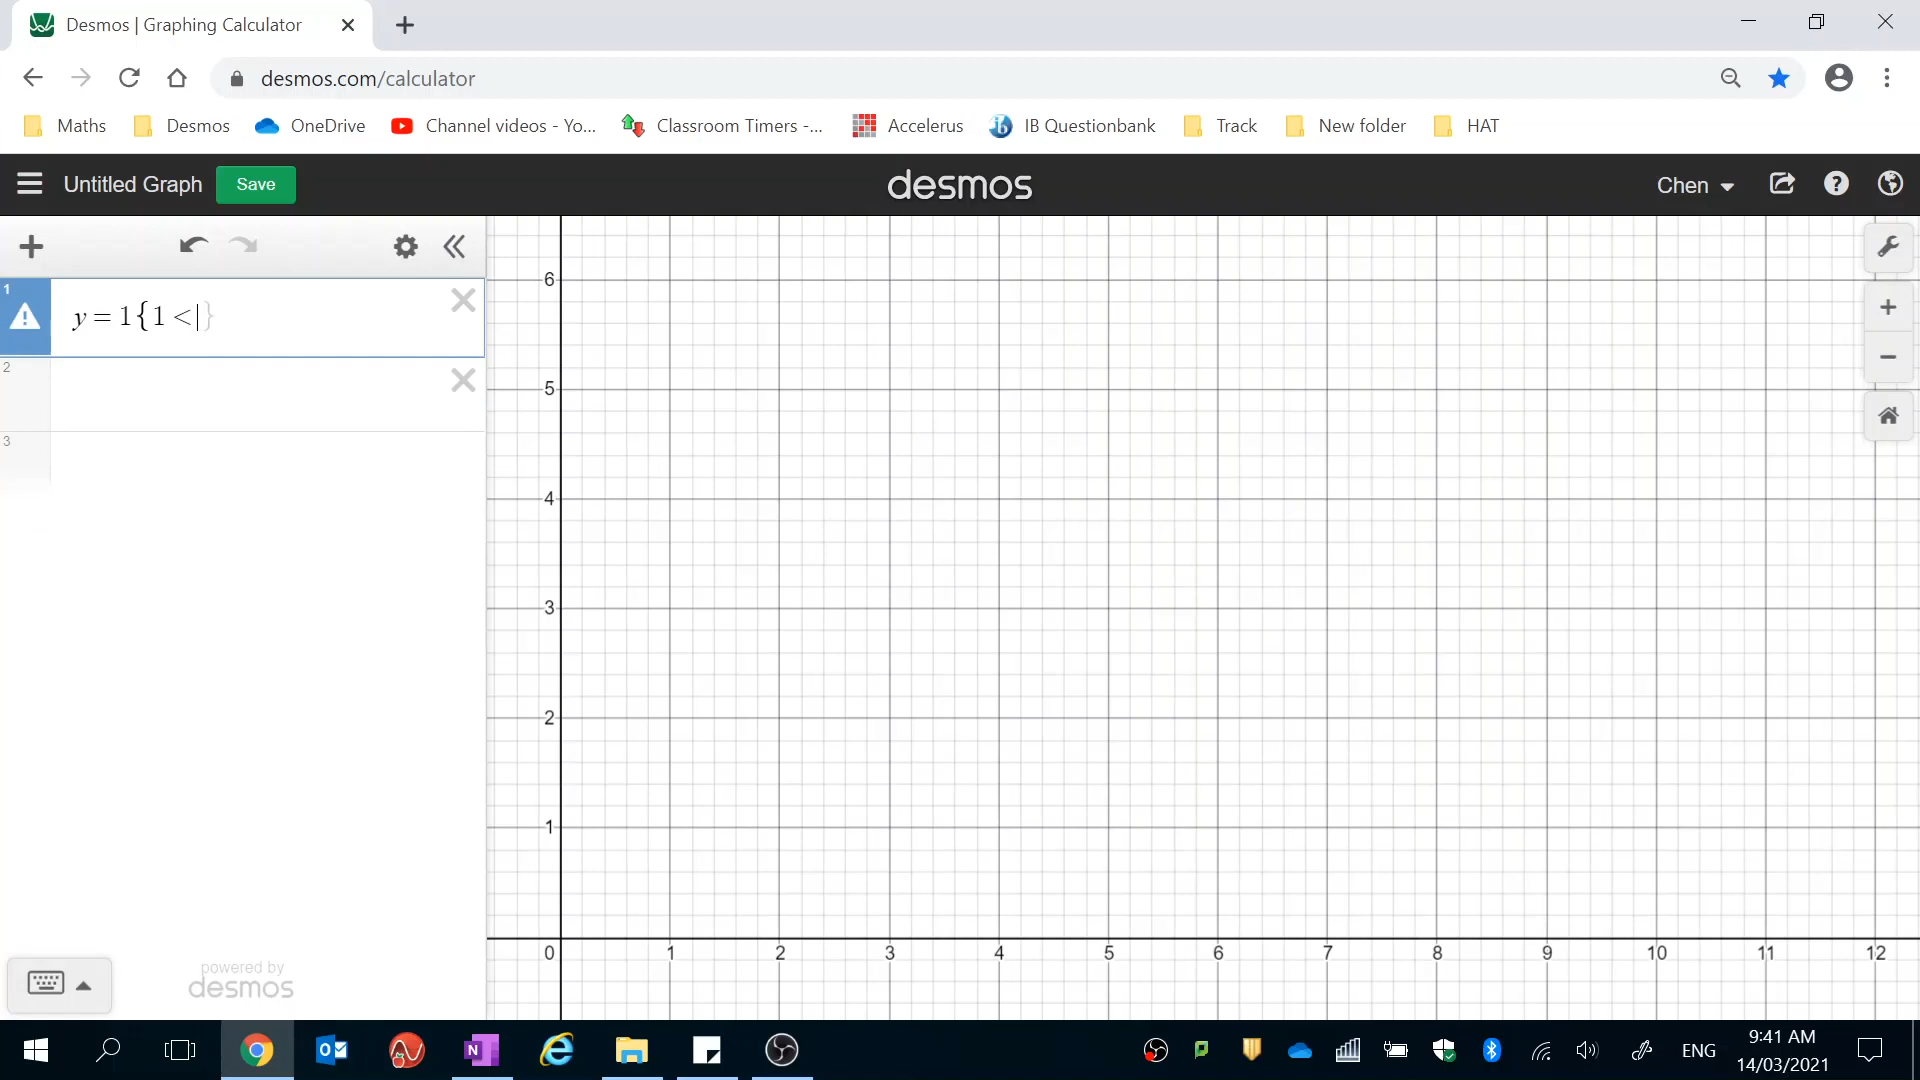 Desmos | Graphing Calculator
desmos.com/calculator
Maths Desmos OneDrive Channel videos - Yo... Classroom Timers -... Accelerus IB Questionbank Track New folder HAT
Untitled Graph Save desmos Chen
1
y = 1{1 <}
2
3
6
5
4
3
2
1
0 1 2 3 4 5 6 7 8 9 10 11 12
powered by
desmos
ENG
9:41 AM
14/03/2021